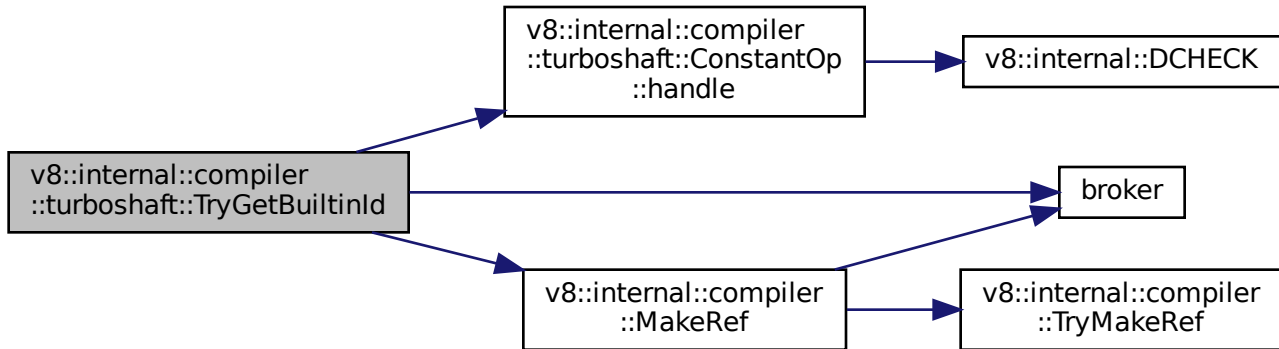 v8::internal::compiler
::turboshaft::TryGetBuiltinId
v8::internal::compiler
::turboshaft::ConstantOp
::handle
v8::internal::DCHECK
broker
v8::internal::compiler
::MakeRef
v8::internal::compiler
::TryMakeRef